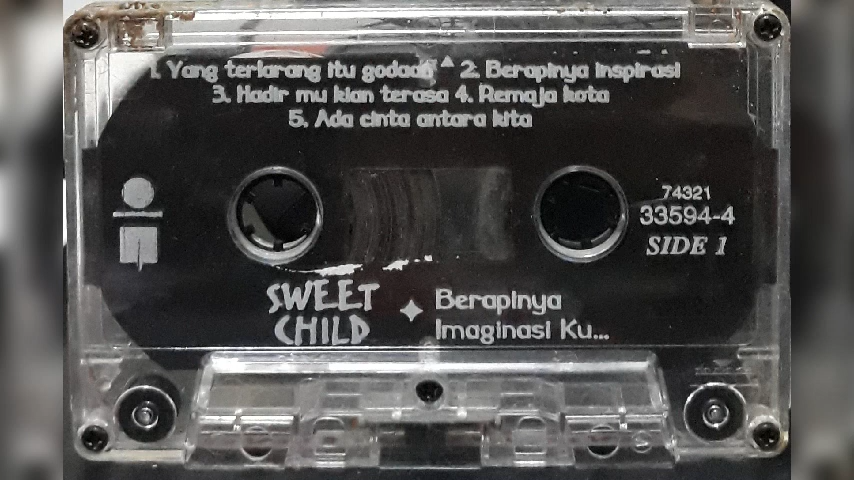 1. Yang terlarang itu godaan 2. Berapinya inspirasi
3. Hadir mu kian terasa 4. Remaja kota
5. Ada cinta antara kita
74321
33594-4
SIDE 1
SWEET
CHILD
Berapinya
Imaginasi Ku...